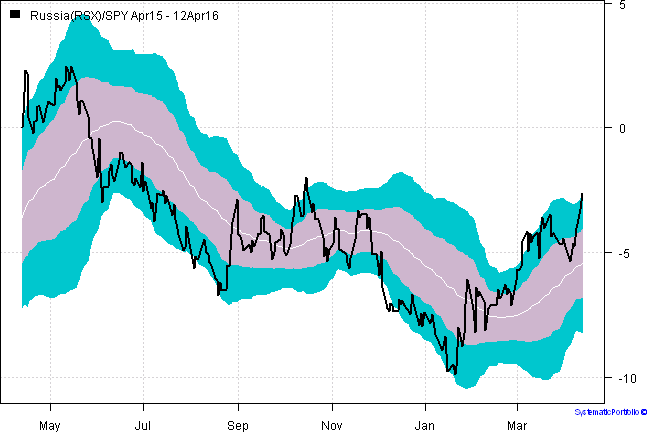 Russia(RSX)/SPY Apr15 - 12Apr16
5
0
-5
-10
May Jul Sep Nov Jan Mar
SystematicPortfolio ©